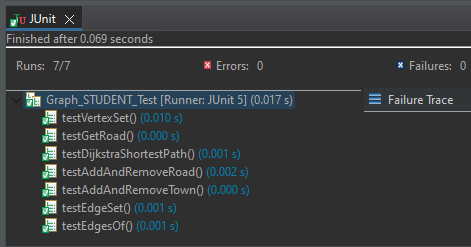 JUnit
Finished after 0.069 seconds
Runs: 7/7 Errors: 0 Failures: 0
Graph_STUDENT_Test [Runner: JUnit 5] (0.017 s)
Failure Trace
testVertexSet() (0.010 s)
testGetRoad() (0.000 s)
testDijkstraShortestPath() (0.001 s)
testAddAndRemoveRoad() (0.002 s)
testAddAndRemoveTown() (0.000 s)
testEdgeSet() (0.001 s)
testEdgesOf() (0.001 s)